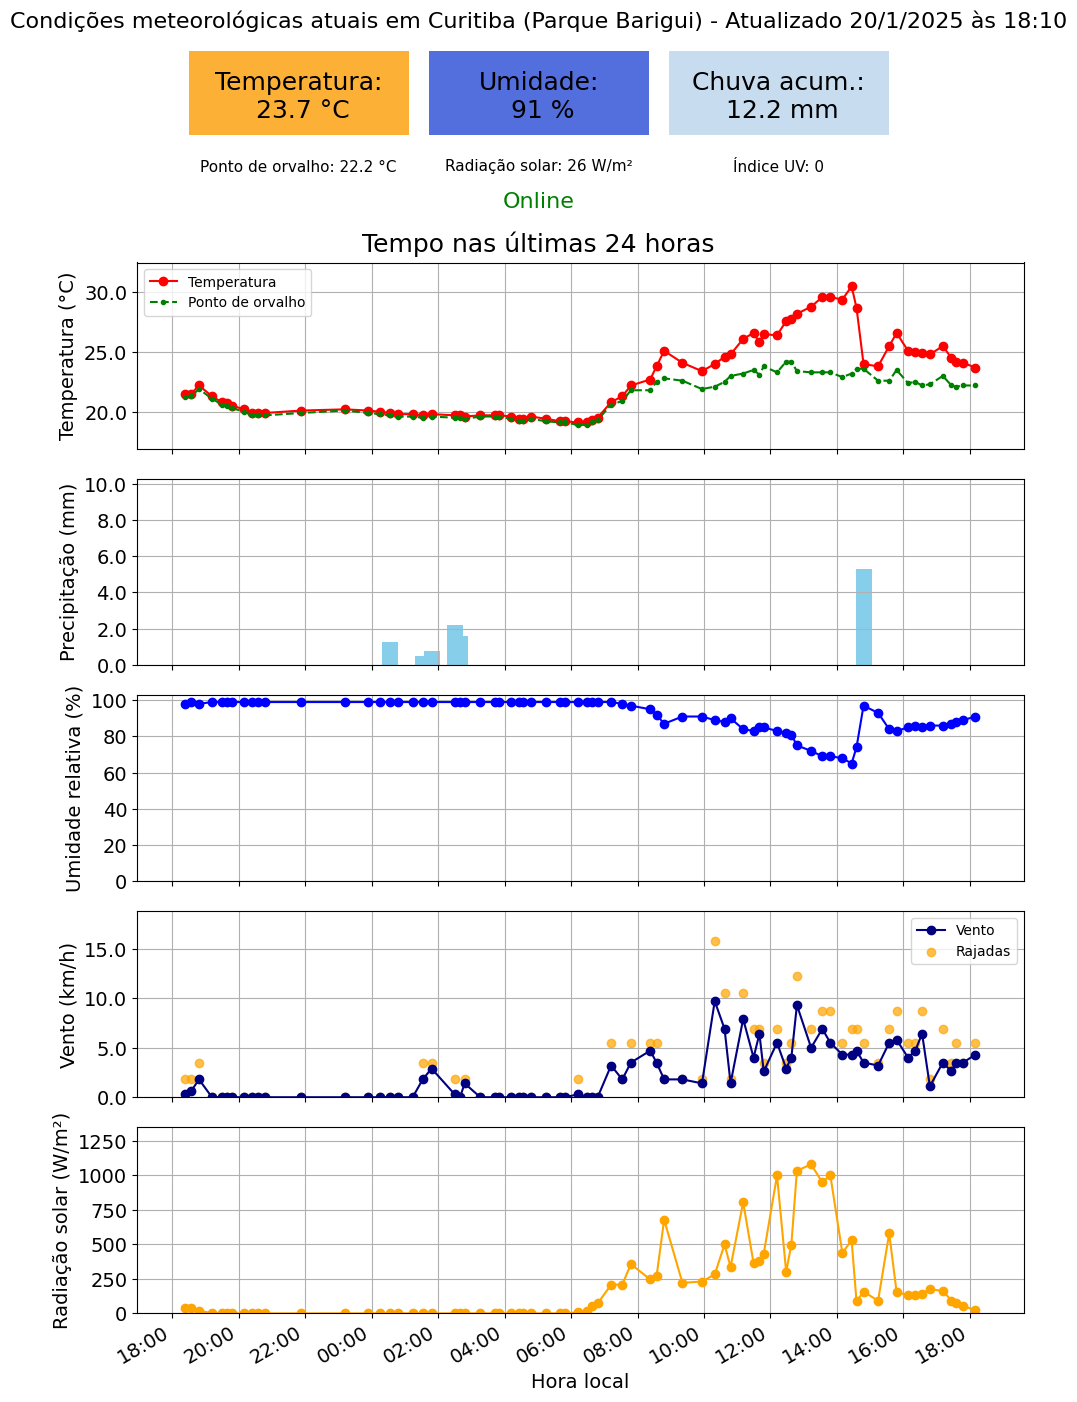 Condições meteorológicas atuais em Curitiba (Parque Barigui) - Atualizado 20/1/2025 às 18:10
Temperatura:
23.7 °C
Umidade:
91 %
Chuva acum.:
12.2 mm
Ponto de orvalho: 22.2 °C
Radiação solar: 26 W/m²
Índice UV: 0
Online
Tempo nas últimas 24 horas
Temperatura (°C)
30.0
25.0
20.0
Temperatura
Ponto de orvalho
Precipitação (mm)
10.0
8.0
6.0
4.0
2.0
0.0
Umidade relativa (%)
100
80
60
40
20
0
Vento (km/h)
15.0
10.0
5.0
0.0
Vento
Rajadas
Radiação solar (W/m²)
1250
1000
750
500
250
0
18:00
20:00
22:00
00:00
02:00
04:00
06:00
08:00
10:00
12:00
14:00
16:00
18:00
Hora local